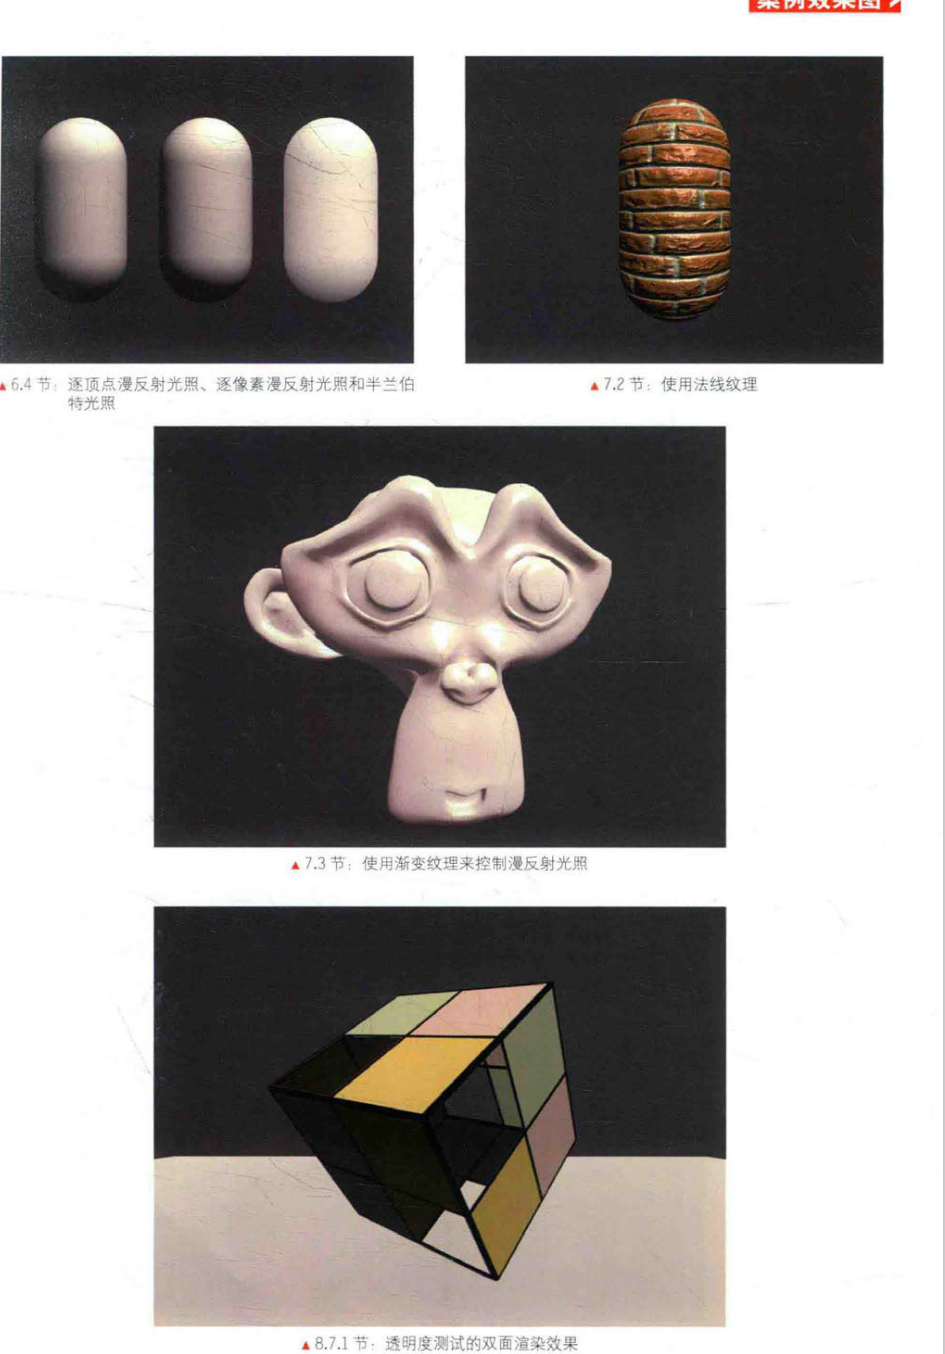 案例效果图
▲ 6.4 节：逐顶点漫反射光照、逐像素漫反射光照和半兰伯
特光照
▲ 7.2 节：使用法线纹理
▲ 7.3 节：使用渐变纹理来控制漫反射光照
▲ 8.7.1 节：透明度测试的双面渲染效果